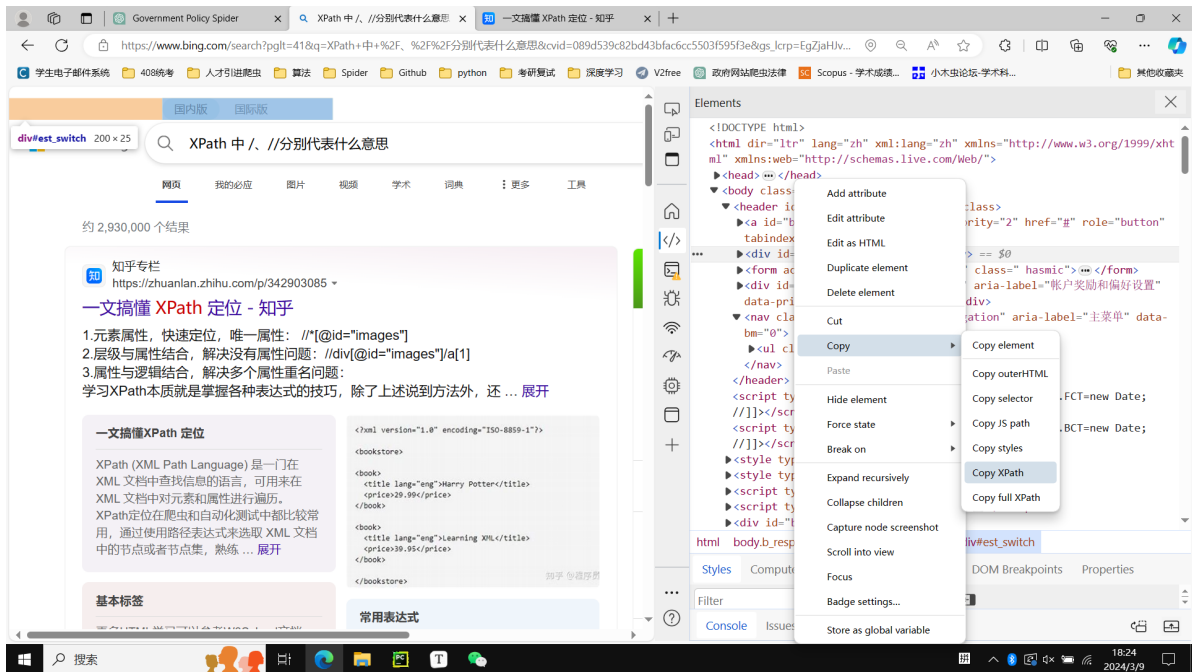 Government Policy Spider
XPath 中 /、//分别代表什么意思
一文搞懂 XPath 定位 - 知乎
https://www.bing.com/search?pglt=41&q=XPath+中+%2F、%2F%2F分别代表什么意思&cvid=089d539c82bd43bfac6cc5503f595f3e&gs_lcrp=EgZjaHJv...
学生电子邮件系统
408统考
人才引进爬虫
算法
Spider
Github
python
考研复试
深度学习
V2free
政府网站爬虫法律
Scopus - 学术成绩...
小木虫论坛-学术科...
其他收藏夹
国内版
国际版
div#est_switch 200 × 25
XPath 中 /、//分别代表什么意思
网页
我的必应
图片
视频
学术
词典
更多
工具
约 2,930,000 个结果
知乎专栏
https://zhuanlan.zhihu.com/p/342903085
一文搞懂 XPath 定位 - 知乎
1.元素属性，快速定位，唯一属性： //*[@id="images"]
2.层级与属性结合，解决没有属性问题：//div[@id="images"]/a[1]
3.属性与逻辑结合，解决多个属性重名问题：
学习XPath本质就是掌握各种表达式的技巧，除了上述说到方法外，还 ... 展开
一文搞懂XPath 定位
XPath (XML Path Language) 是一门在
XML 文档中查找信息的语言，可用来在
XML 文档中对元素和属性进行遍历。
XPath定位在爬虫和自动化测试中都比较常
用，通过使用路径表达式来选取 XML 文档
中的节点或者节点集，熟练 ... 展开
<?xml version="1.0" encoding="ISO-8859-1"?>
<bookstore>
<book>
<title lang="eng">Harry Potter</title>
<price>29.99</price>
</book>
<book>
<title lang="eng">Learning XML</title>
<price>39.95</price>
</book>
</bookstore>
基本标签
常用表达式
Elements
<!DOCTYPE html>
<html dir="ltr" lang="zh" xml:lang="zh" xmlns="http://www.w3.org/1999/xht
ml" xmlns:web="http://schemas.live.com/Web/">
<head> </head>
<body class
<header ic
lass>
<a id="b
ority="2" href="#" role="button"
tabindex
<div id=
> == $0
<form ac
" class=" hasmic"> </form>
<div id=
aria-label="帐户奖励和偏好设置"
data-pri
div>
<nav cla
gation" aria-label="主菜单" data-
bm="0">
<ul c
</nav>
</header>
<script ty
.FCT=new Date;
//]]></scr
<script ty
.BCT=new Date;
//]]></scr
<style typ
<style typ
<script ty
<script ty
<div id="b
Add attribute
Edit attribute
Edit as HTML
Duplicate element
Delete element
Cut
Copy
Paste
Hide element
Force state
Break on
Expand recursively
Collapse children
Capture node screenshot
Scroll into view
Focus
Badge settings...
Store as global variable
Copy element
Copy outerHTML
Copy selector
Copy JS path
Copy styles
Copy XPath
Copy full XPath
html
body.b_resp
div#est_switch
Styles
Compute
DOM Breakpoints
Properties
Filter
Console
Issues
搜索
拼
18:24
2024/3/9